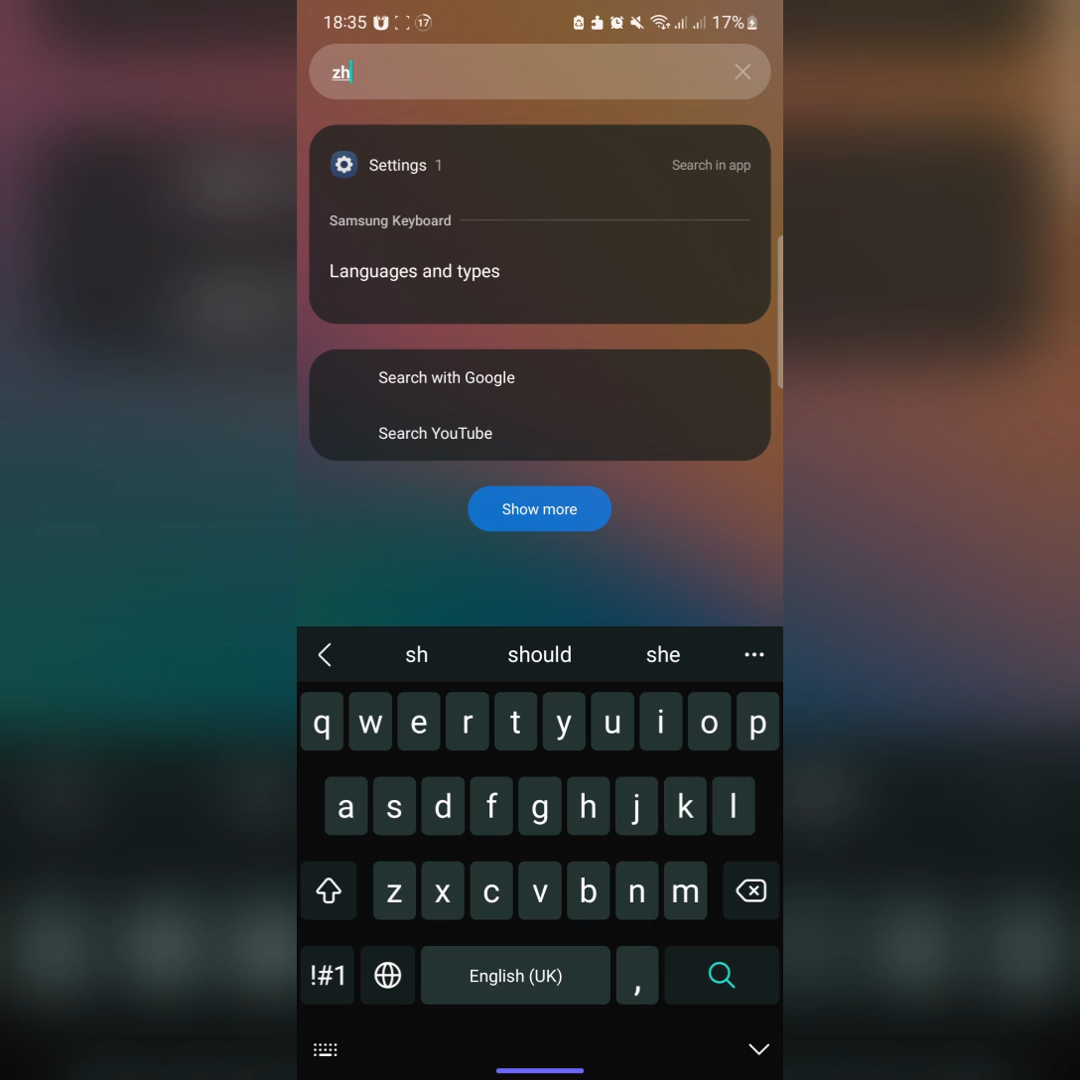 18:35 17 17%
zh
Settings 1 Search in app
Samsung Keyboard
Languages and types
Search with Google
Search YouTube
Show more
sh should she
q w e r t y u i o p
a s d f g h j k l
z x c v b n m
!#1 English (UK) ,